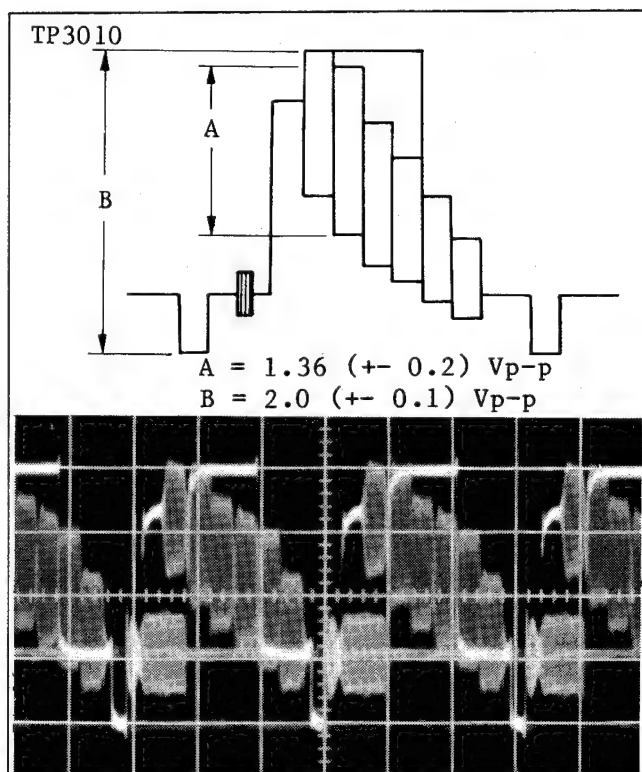 TP3010
A
B
A = 1.36 (+- 0.2) Vp-p
B = 2.0 (+- 0.1) Vp-p